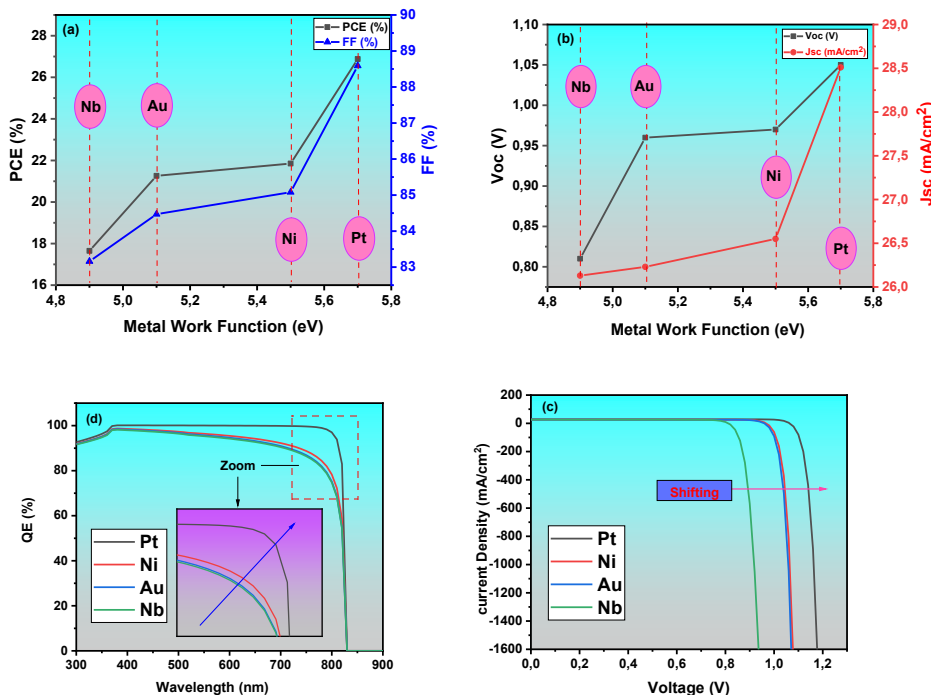 (a)
PCE (%)
FF (%)
28
26
24
22
20
18
16
PCE (%)
90
89
88
87
86
85
84
83
FF (%)
Nb
Au
Ni
Pt
4,8 5,0 5,2 5,4 5,6 5,8
Metal Work Function (eV)
(b)
Voc (V)
Jsc (mA/cm2)
1,10
1,05
1,00
0,95
0,90
0,85
0,80
Voc (V)
29,0
28,5
28,0
27,5
27,0
26,5
26,0
Jsc (mA/cm2)
Nb
Au
Ni
Pt
4,8 5,0 5,2 5,4 5,6 5,8
Metal Work Function (eV)
(d)
100
80
60
40
20
0
QE (%)
Zoom
Pt
Ni
Au
Nb
300 400 500 600 700 800 900
Wavelength (nm)
(c)
200
0
-200
-400
-600
-800
-1000
-1200
-1400
-1600
current Density (mA/cm2)
Shifting
Pt
Ni
Au
Nb
0,0 0,2 0,4 0,6 0,8 1,0 1,2
Voltage (V)